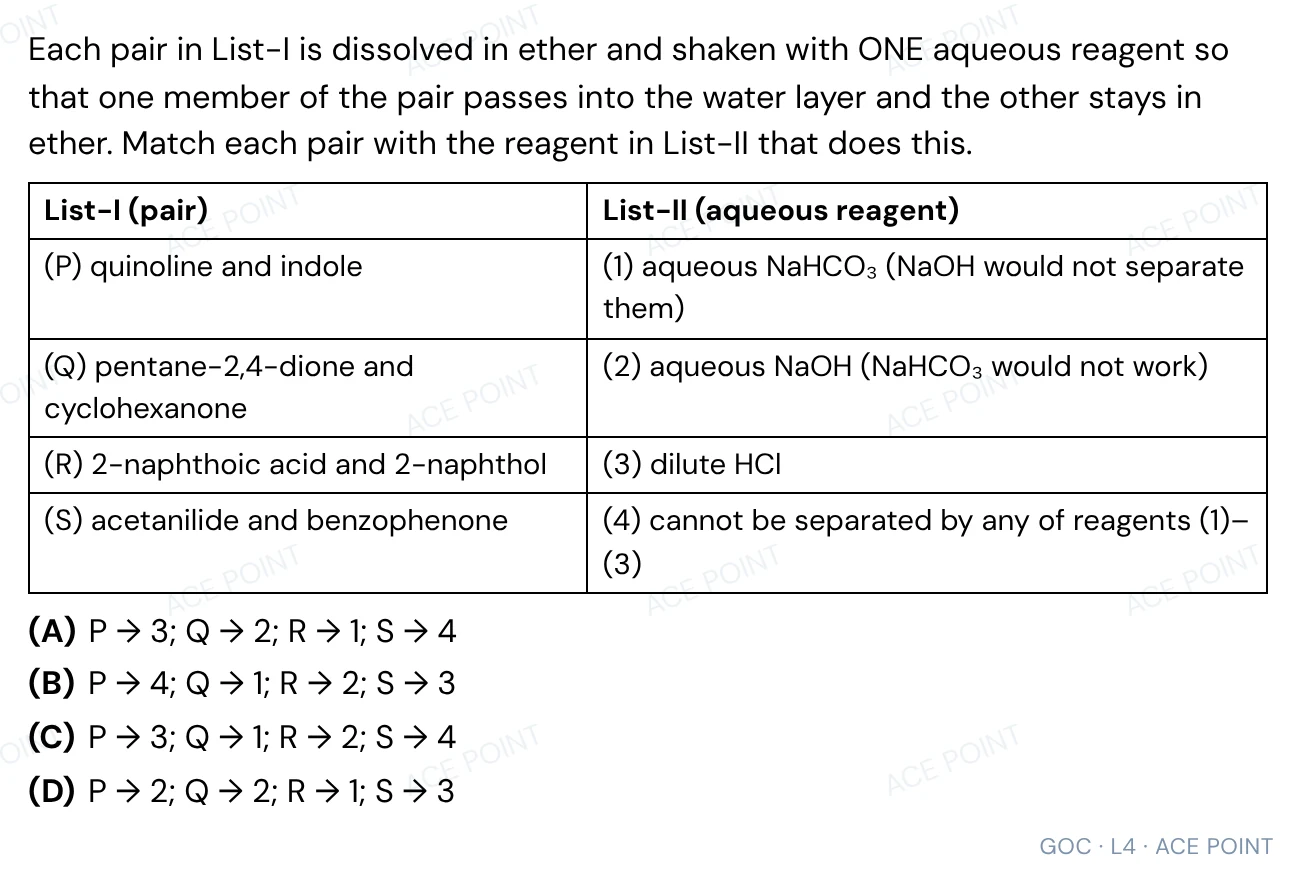 Each pair in List-I is dissolved in ether and shaken with ONE aqueous reagent so
that one member of the pair passes into the water layer and the other stays in
ether. Match each pair with the reagent in List-II that does this.
List-I (pair)
List-II (aqueous reagent)
(P) quinoline and indole
(1) aqueous NaHCO₃ (NaOH would not separate
them)
(Q) pentane-2,4-dione and
cyclohexanone
(2) aqueous NaOH (NaHCO₃ would not work)
(R) 2-naphthoic acid and 2-naphthol
(3) dilute HCl
(S) acetanilide and benzophenone
(4) cannot be separated by any of reagents (1)–
(3)
(A) P → 3; Q → 2; R → 1; S → 4
(B) P → 4; Q → 1; R → 2; S → 3
(C) P → 3; Q → 1; R → 2; S → 4
(D) P → 2; Q → 2; R → 1; S → 3
GOC · L4 · ACE POINT